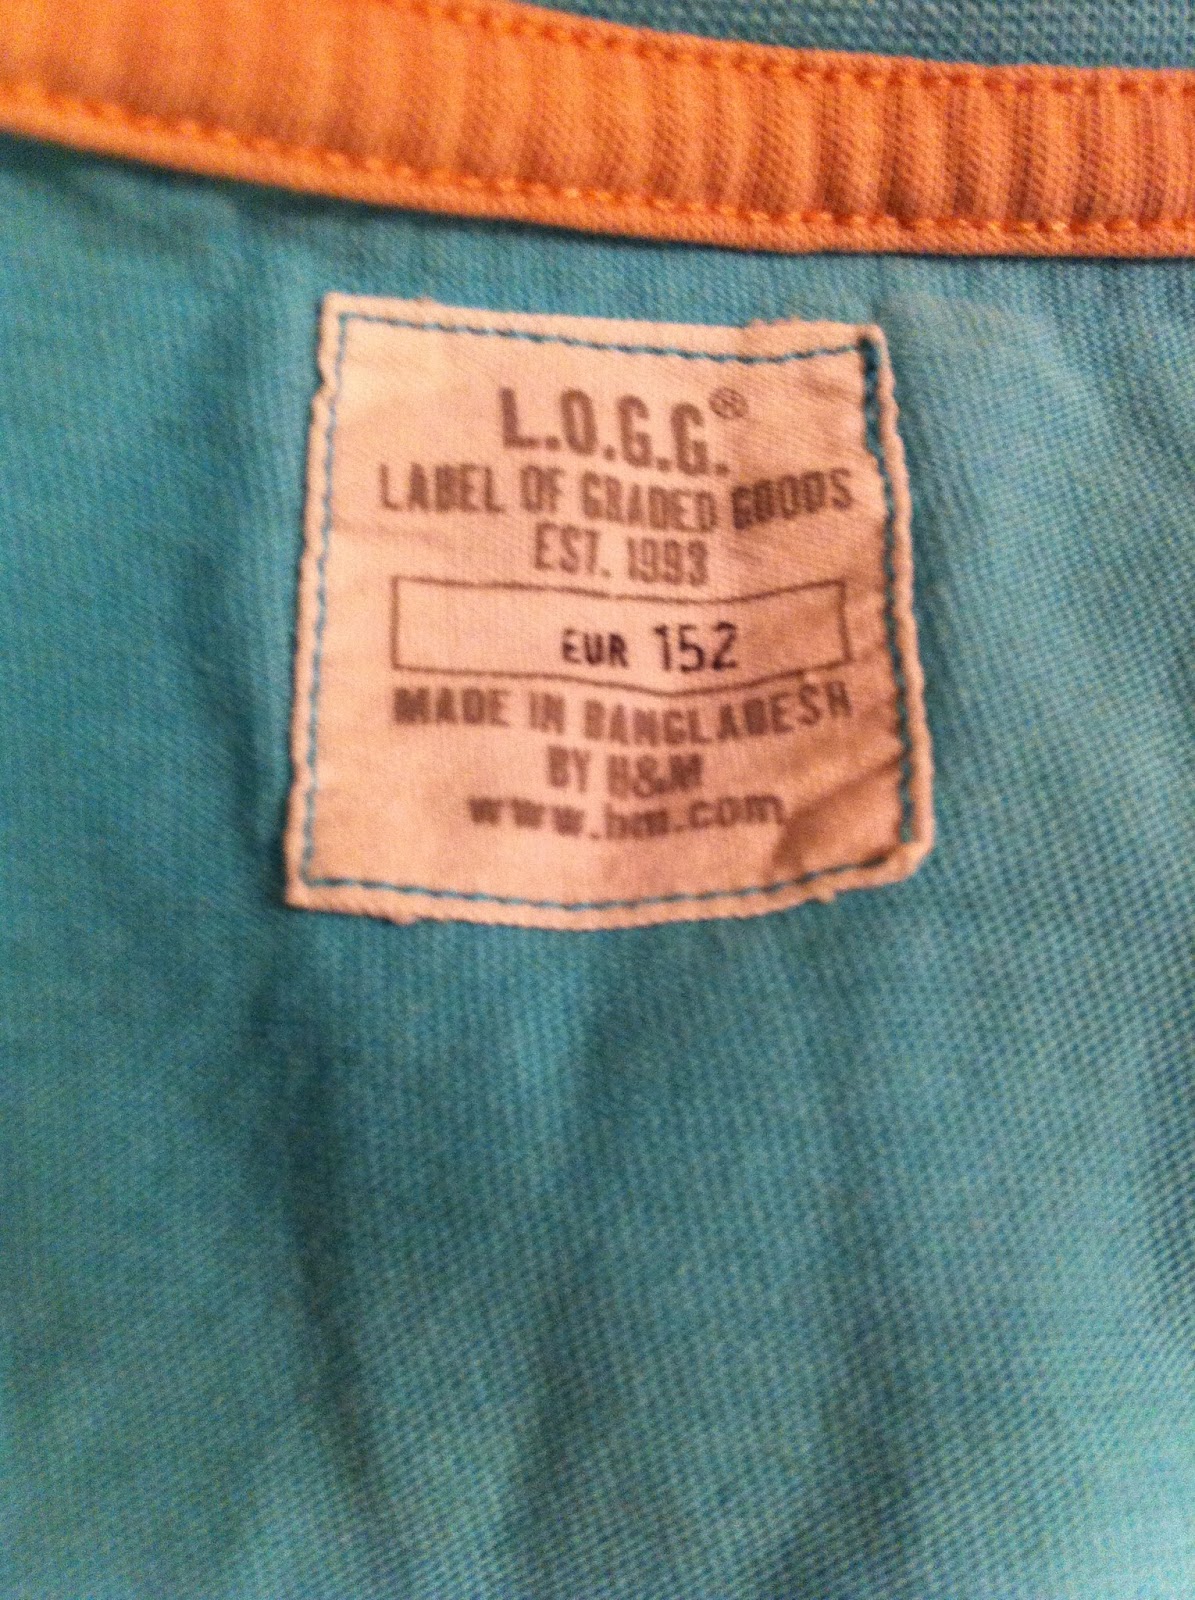 L.O.G.G.®
LABEL OF GRADED GOODS
EST. 1993
EUR 152
MADE IN BANGLADESH
BY H&M
www.hm.com